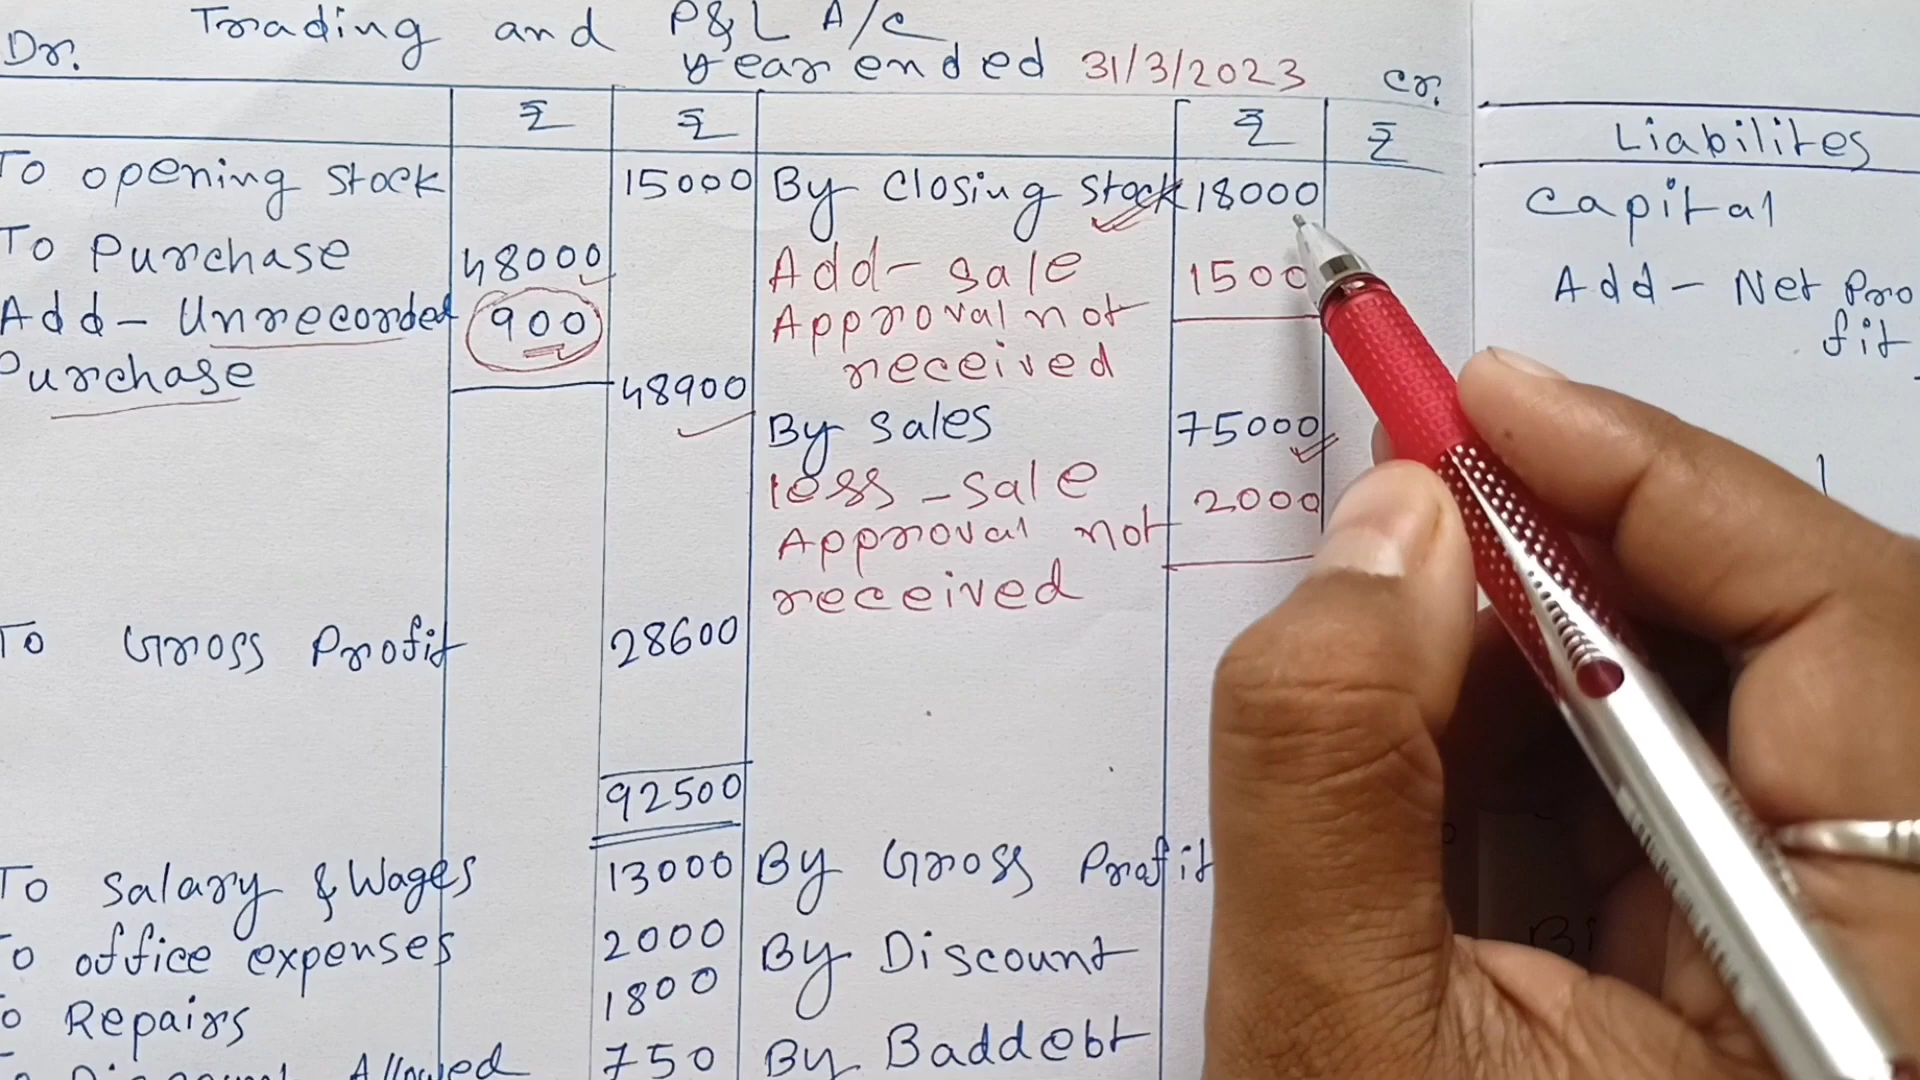 Trading and P&L A/C
Dr. year ended 31/3/2023 Cr.
₹ ₹ ₹ ₹
To opening stock 15000 By Closing stock 18000
To Purchase 48000 Add - Sale 1500
Add - Unrecorded 900 Approval not
Purchase received
48900 By Sales 75000
less - Sale 2000
Approval not
received
To Gross Profit 28600
92500
To Salary & Wages 13000 By Gross Profit
To office expenses 2000 By Discount
To Repairs 1800
Allowed 750 By Baddebt
Liabilites
Capital
Add - Net Pro
fit